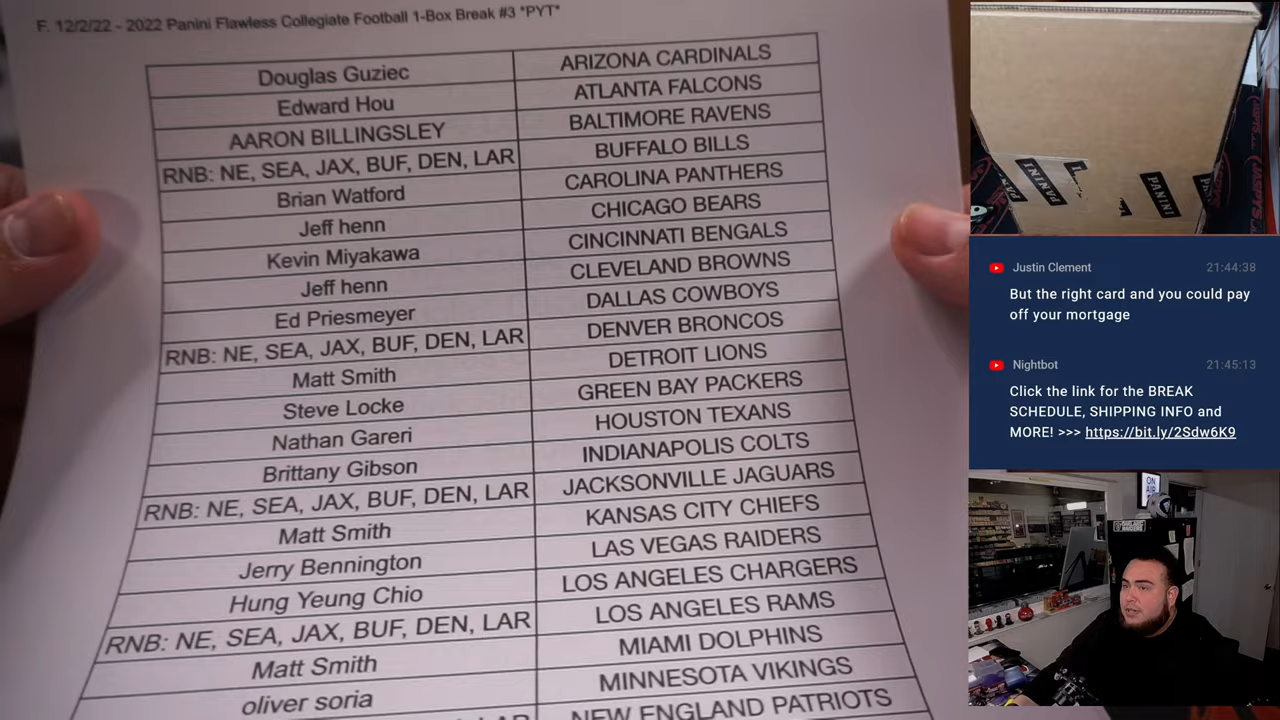 F. 12/2/22 - 2022 Panini Flawless Collegiate Football 1-Box Break #3 *PYT*
Douglas Guziec ARIZONA CARDINALS
Edward Hou ATLANTA FALCONS
AARON BILLINGSLEY BALTIMORE RAVENS
RNB: NE, SEA, JAX, BUF, DEN, LAR BUFFALO BILLS
Brian Watford CAROLINA PANTHERS
Jeff henn CHICAGO BEARS
Kevin Miyakawa CINCINNATI BENGALS
Jeff henn CLEVELAND BROWNS
Ed Priesmeyer DALLAS COWBOYS
RNB: NE, SEA, JAX, BUF, DEN, LAR DENVER BRONCOS
Matt Smith DETROIT LIONS
Steve Locke GREEN BAY PACKERS
Nathan Gareri HOUSTON TEXANS
Brittany Gibson INDIANAPOLIS COLTS
RNB: NE, SEA, JAX, BUF, DEN, LAR JACKSONVILLE JAGUARS
Matt Smith KANSAS CITY CHIEFS
Jerry Bennington LAS VEGAS RAIDERS
Hung Yeung Chio LOS ANGELES CHARGERS
RNB: NE, SEA, JAX, BUF, DEN, LAR LOS ANGELES RAMS
Matt Smith MIAMI DOLPHINS
oliver soria MINNESOTA VIKINGS
LAR NEW ENGLAND PATRIOTS
PANINI
PANINI
Justin Clement 21:44:38
But the right card and you could pay
off your mortgage
Nightbot 21:45:13
Click the link for the BREAK
SCHEDULE, SHIPPING INFO and
MORE! >>> https://bit.ly/2Sdw6K9
ON
AIR